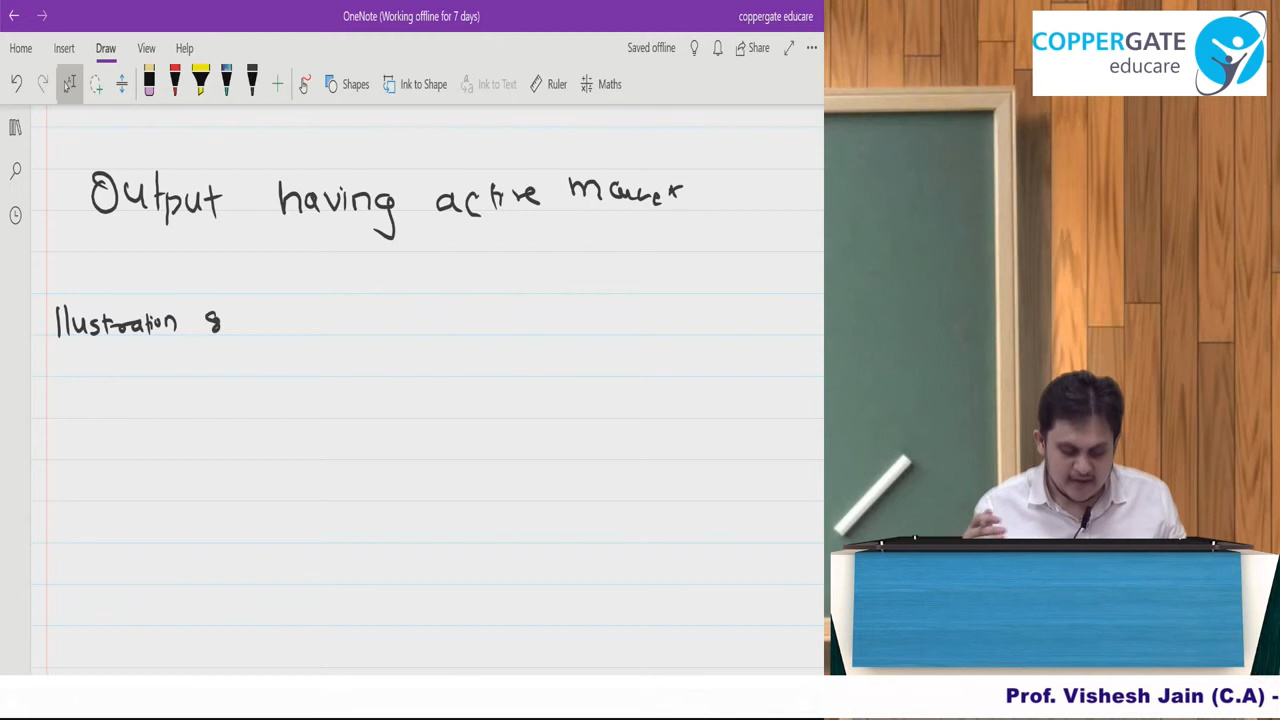 OneNote (Working offline for 7 days)
coppergate educare
Home Insert Draw View Help
Saved offline Share
Shapes Ink to Shape Ink to Text Ruler Maths
COPPERGATE
educare
Output having active market
Illustration 8
Prof. Vishesh Jain (C.A) -